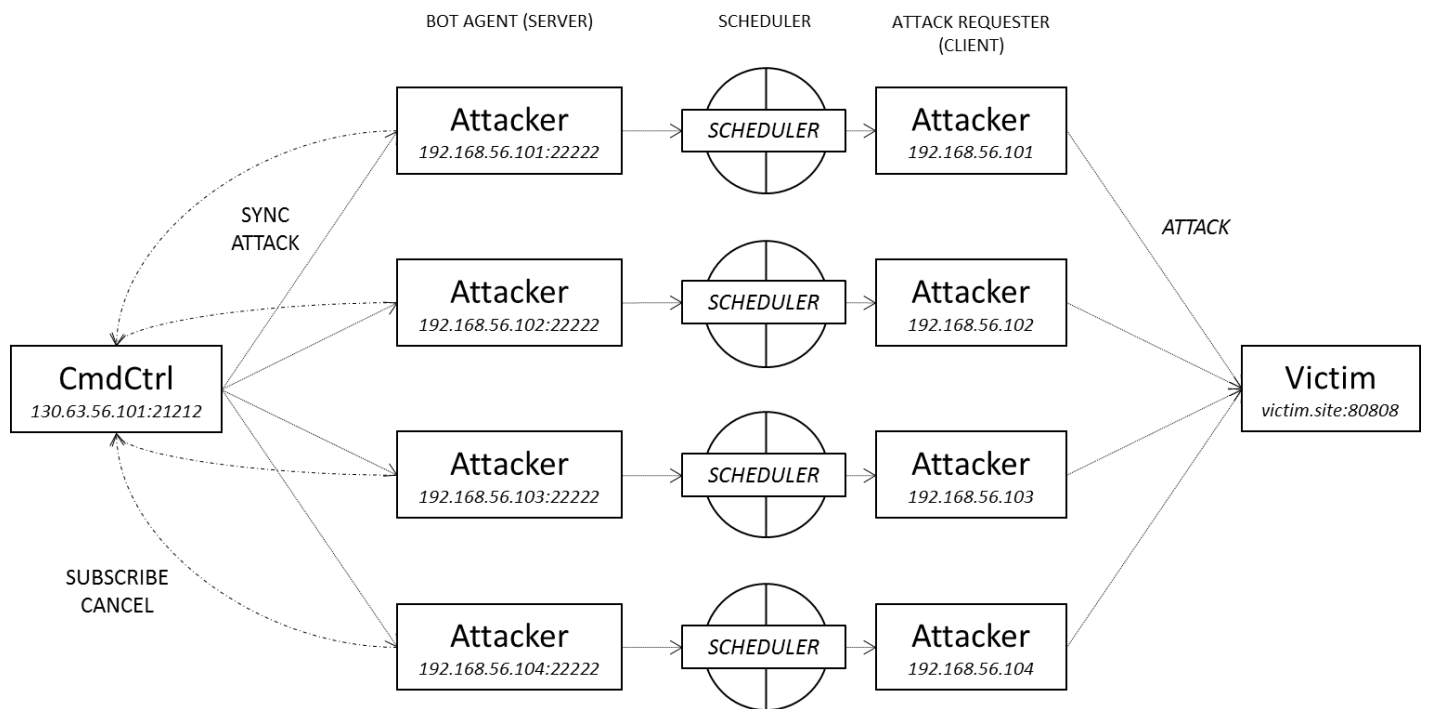 BOT AGENT (SERVER)
SCHEDULER
ATTACK REQUESTER
(CLIENT)
Attacker
192.168.56.101:22222
SCHEDULER
Attacker
192.168.56.101
SYNC
ATTACK
ATTACK
Attacker
192.168.56.102:22222
SCHEDULER
Attacker
192.168.56.102
CmdCtrl
130.63.56.101:21212
Victim
victim.site:80808
Attacker
192.168.56.103:22222
SCHEDULER
Attacker
192.168.56.103
SUBSCRIBE
CANCEL
Attacker
192.168.56.104:22222
SCHEDULER
Attacker
192.168.56.104